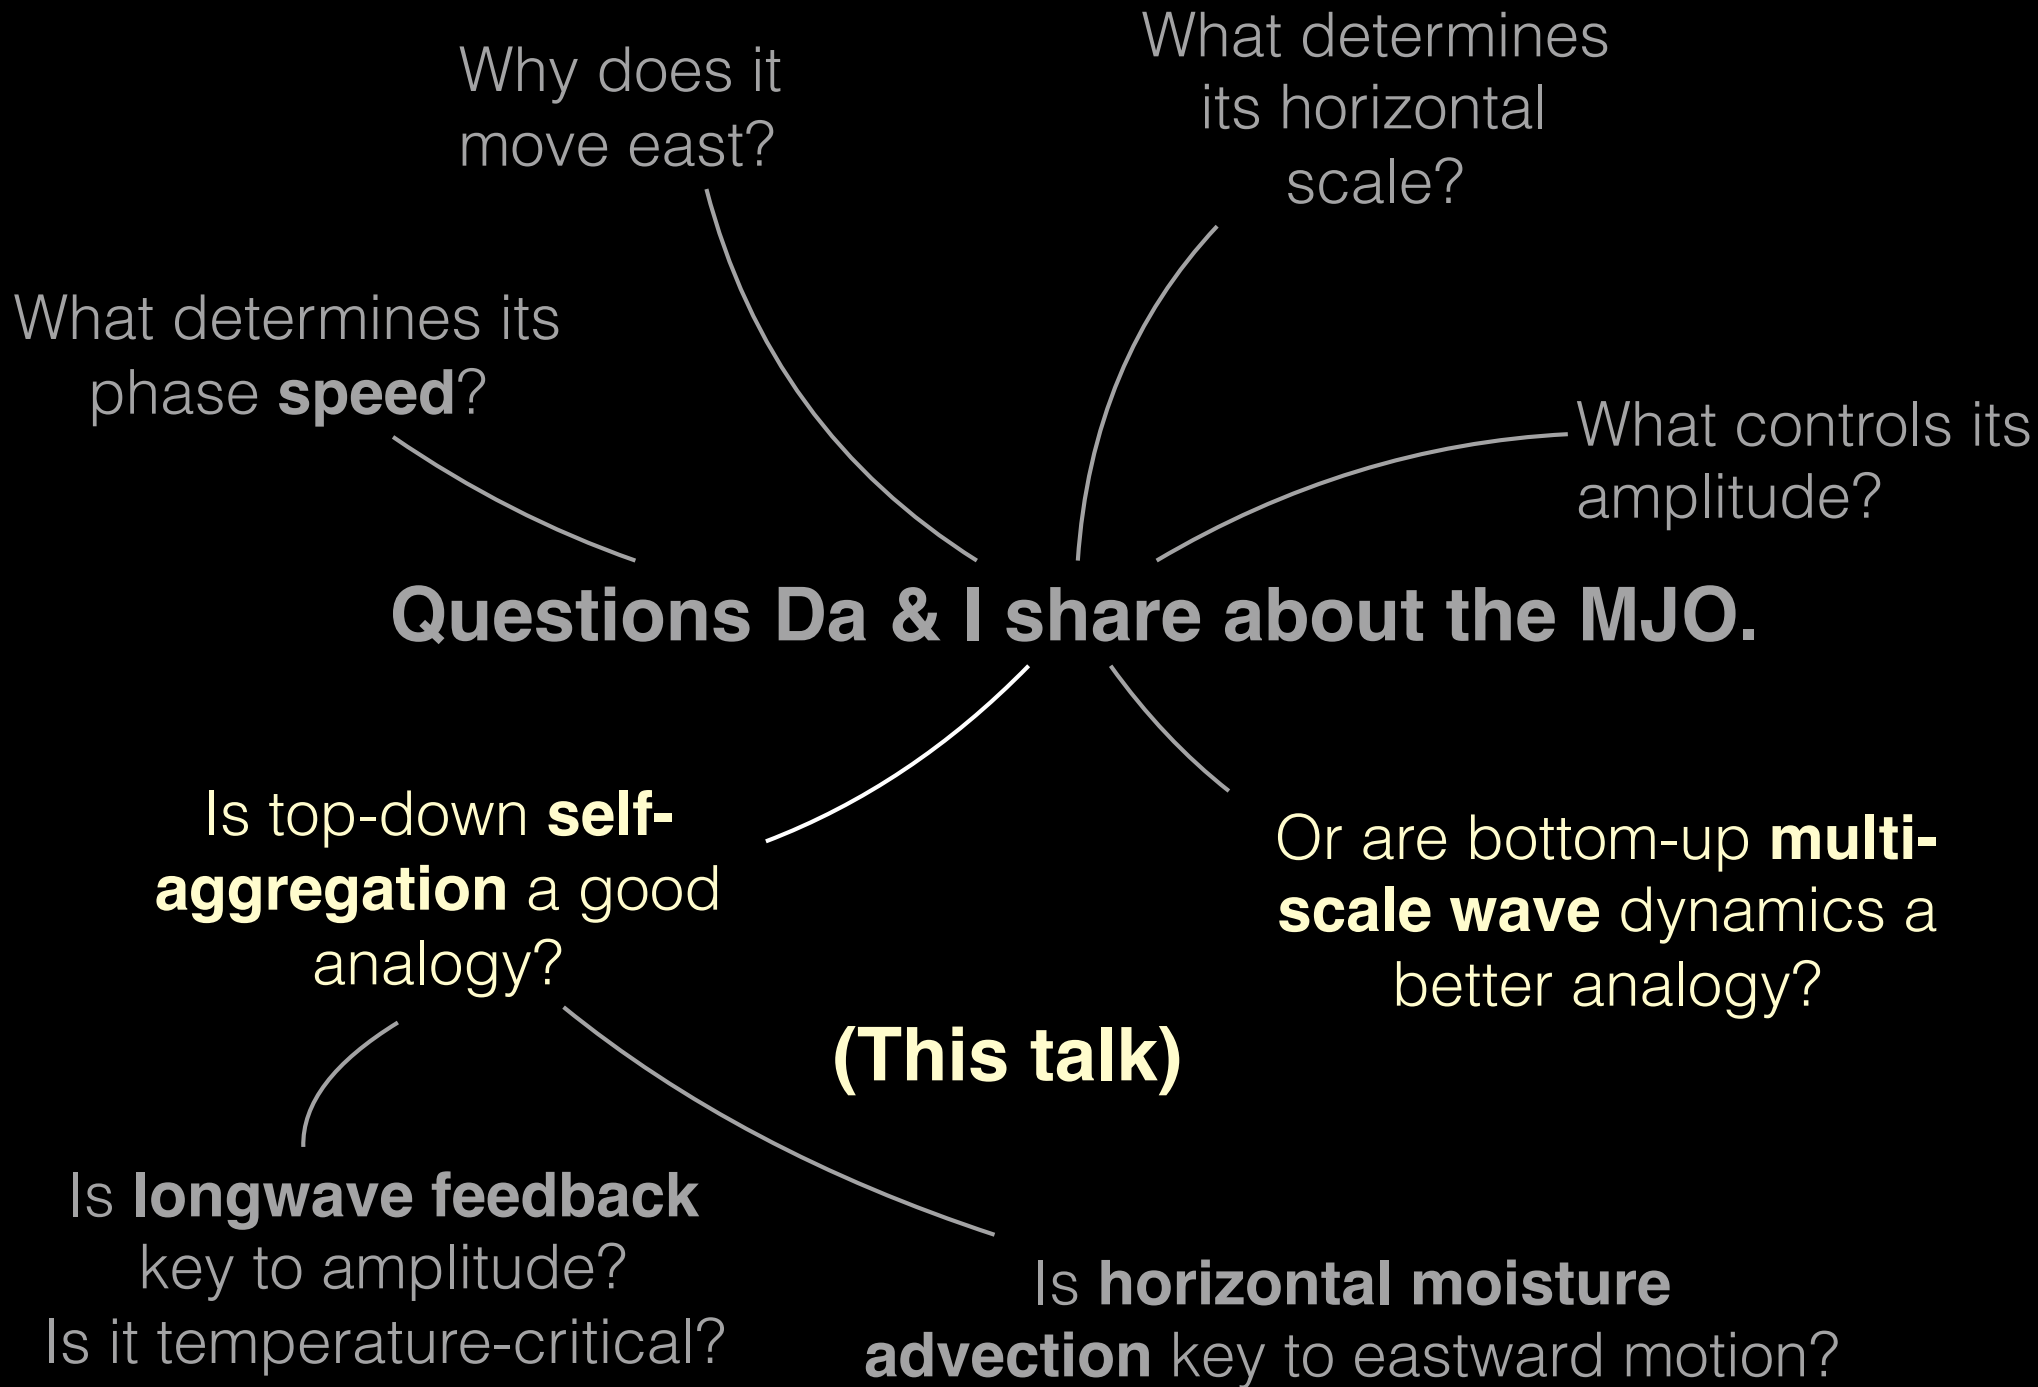 Why does it
move east?
What determines
its horizontal
scale?
What determines its
phase speed?
What controls its
amplitude?
Questions Da & I share about the MJO.
Is top-down self-
aggregation a good
analogy?
Or are bottom-up multi-
scale wave dynamics a
better analogy?
(This talk)
Is longwave feedback
key to amplitude?
Is it temperature-critical?
Is horizontal moisture
advection key to eastward motion?